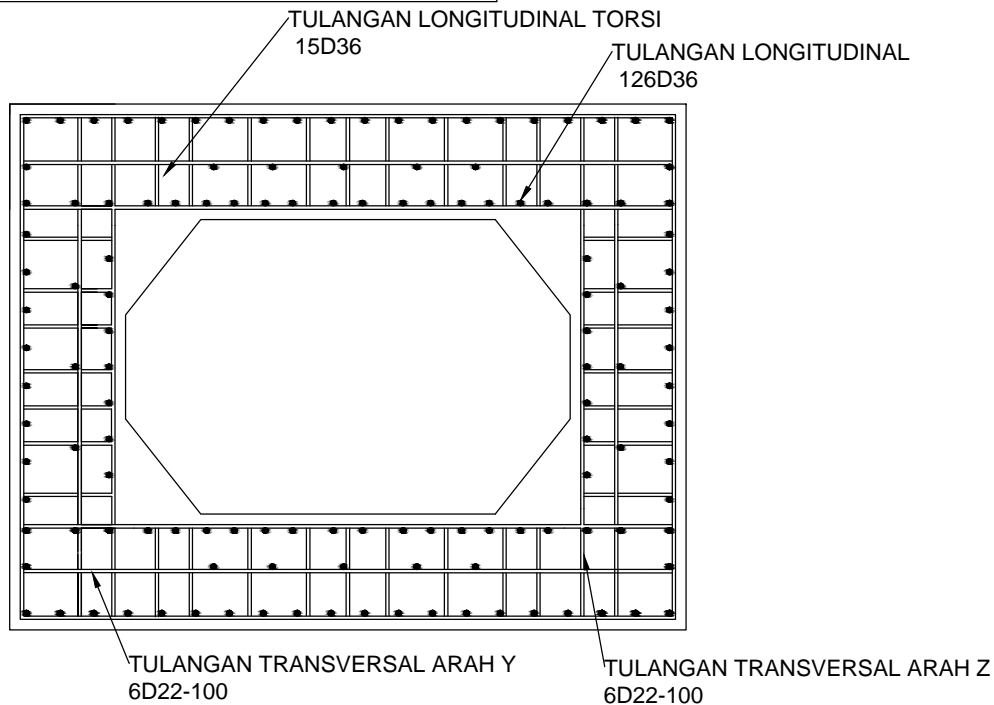 TULANGAN LONGITUDINAL TORSI
15D36
TULANGAN LONGITUDINAL
126D36
TULANGAN TRANSVERSAL ARAH Y
6D22-100
TULANGAN TRANSVERSAL ARAH Z
6D22-100